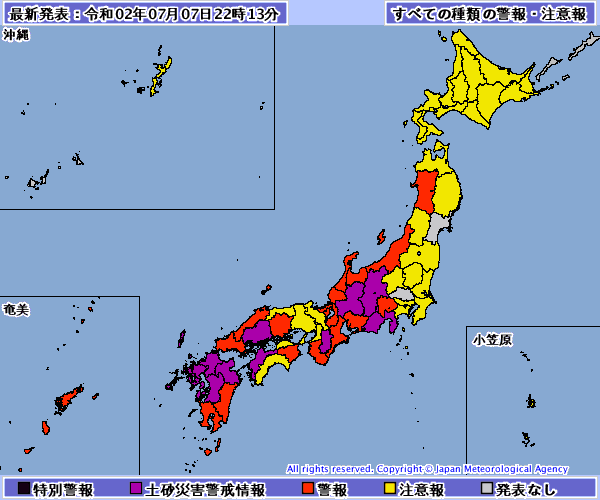 最新発表：令和02年07月07日22時13分
すべての種類の警報・注意報
沖縄
奄美
小笠原
All rights reserved. Copyright © Japan Meteorological Agency
特別警報 土砂災害警戒情報 警報 注意報 発表なし